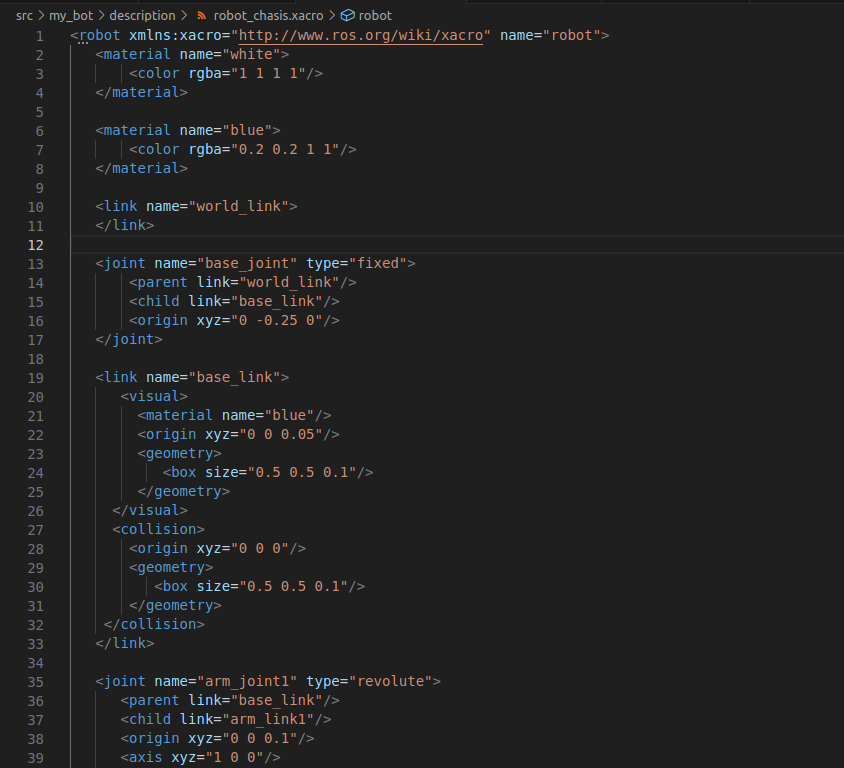 src > my_bot > description > robot_chasis.xacro > robot
1 <robot xmlns:xacro="http://www.ros.org/wiki/xacro" name="robot">
2 <material name="white">
3 <color rgba="1 1 1 1"/>
4 </material>
5
6 <material name="blue">
7 <color rgba="0.2 0.2 1 1"/>
8 </material>
9
10 <link name="world_link">
11 </link>
12
13 <joint name="base_joint" type="fixed">
14 <parent link="world_link"/>
15 <child link="base_link"/>
16 <origin xyz="0 -0.25 0"/>
17 </joint>
18
19 <link name="base_link">
20 <visual>
21 <material name="blue"/>
22 <origin xyz="0 0 0.05"/>
23 <geometry>
24 <box size="0.5 0.5 0.1"/>
25 </geometry>
26 </visual>
27 <collision>
28 <origin xyz="0 0 0"/>
29 <geometry>
30 <box size="0.5 0.5 0.1"/>
31 </geometry>
32 </collision>
33 </link>
34
35 <joint name="arm_joint1" type="revolute">
36 <parent link="base_link"/>
37 <child link="arm_link1"/>
38 <origin xyz="0 0 0.1"/>
39 <axis xyz="1 0 0"/>